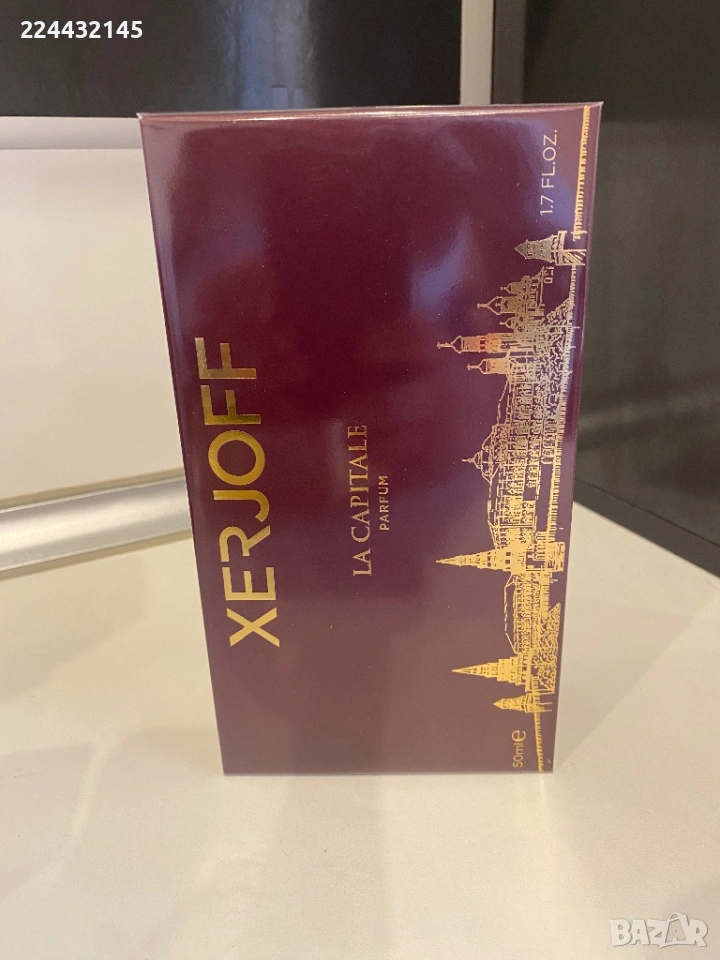 224432145
XERJOFF
LA CAPITALE
PARFUM
50ml e
1.7 FL.OZ.
BAZAR